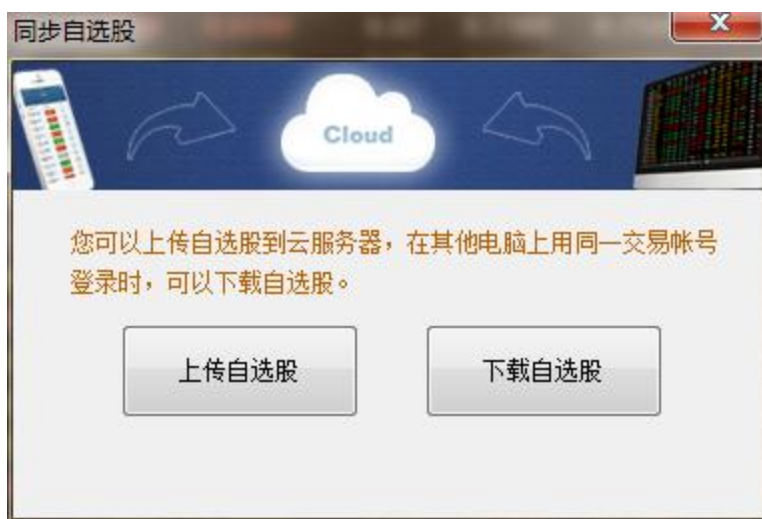 同步自选股
Cloud
您可以上传自选股到云服务器，在其他电脑上用同一交易帐号
登录时，可以下载自选股。
上传自选股
下载自选股